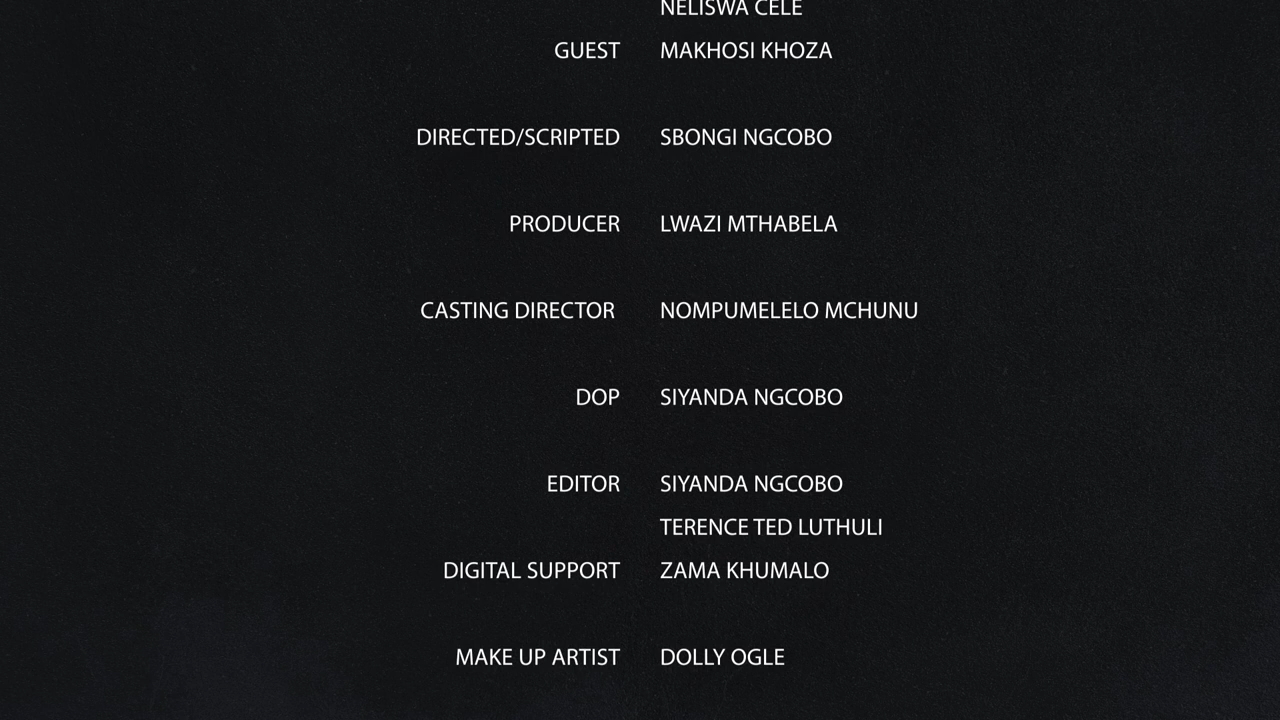 NELISWA CELE
GUEST MAKHOSI KHOZA
DIRECTED/SCRIPTED SBONGI NGCOBO
PRODUCER LWAZI MTHABELA
CASTING DIRECTOR NOMPUMELELO MCHUNU
DOP SIYANDA NGCOBO
EDITOR SIYANDA NGCOBO
TERENCE TED LUTHULI
DIGITAL SUPPORT ZAMA KHUMALO
MAKE UP ARTIST DOLLY OGLE